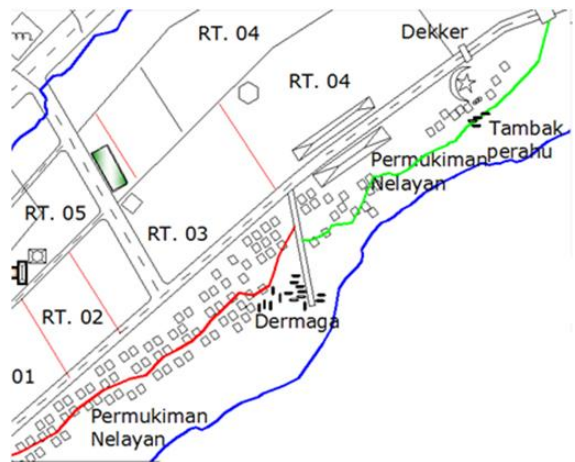 RT. 04
Dekker
RT. 04
Tambak
perahu
Permukiman
Nelayan
RT. 05
RT. 03
RT. 02
Dermaga
01
Permukiman
Nelayan